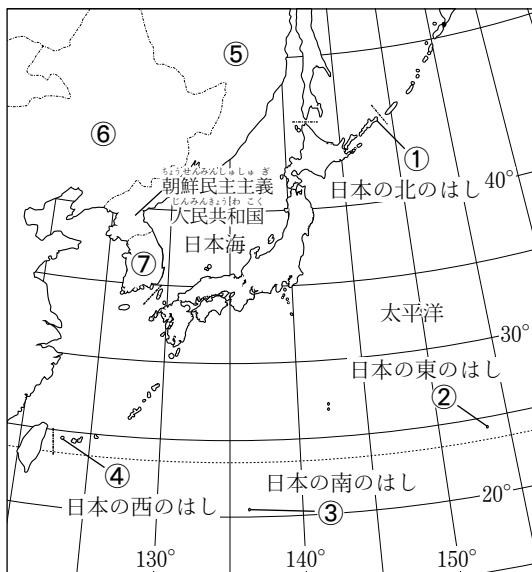 ⑤
⑥
①
日本の北のはし
40°
ちょうせんみんしゅしゅぎ
朝鮮民主主義
じんみんきょうわこく
人民共和国
日本海
⑦
太平洋
30°
日本の東のはし
②
④
日本の西のはし
日本の南のはし
③
20°
130°
140°
150°